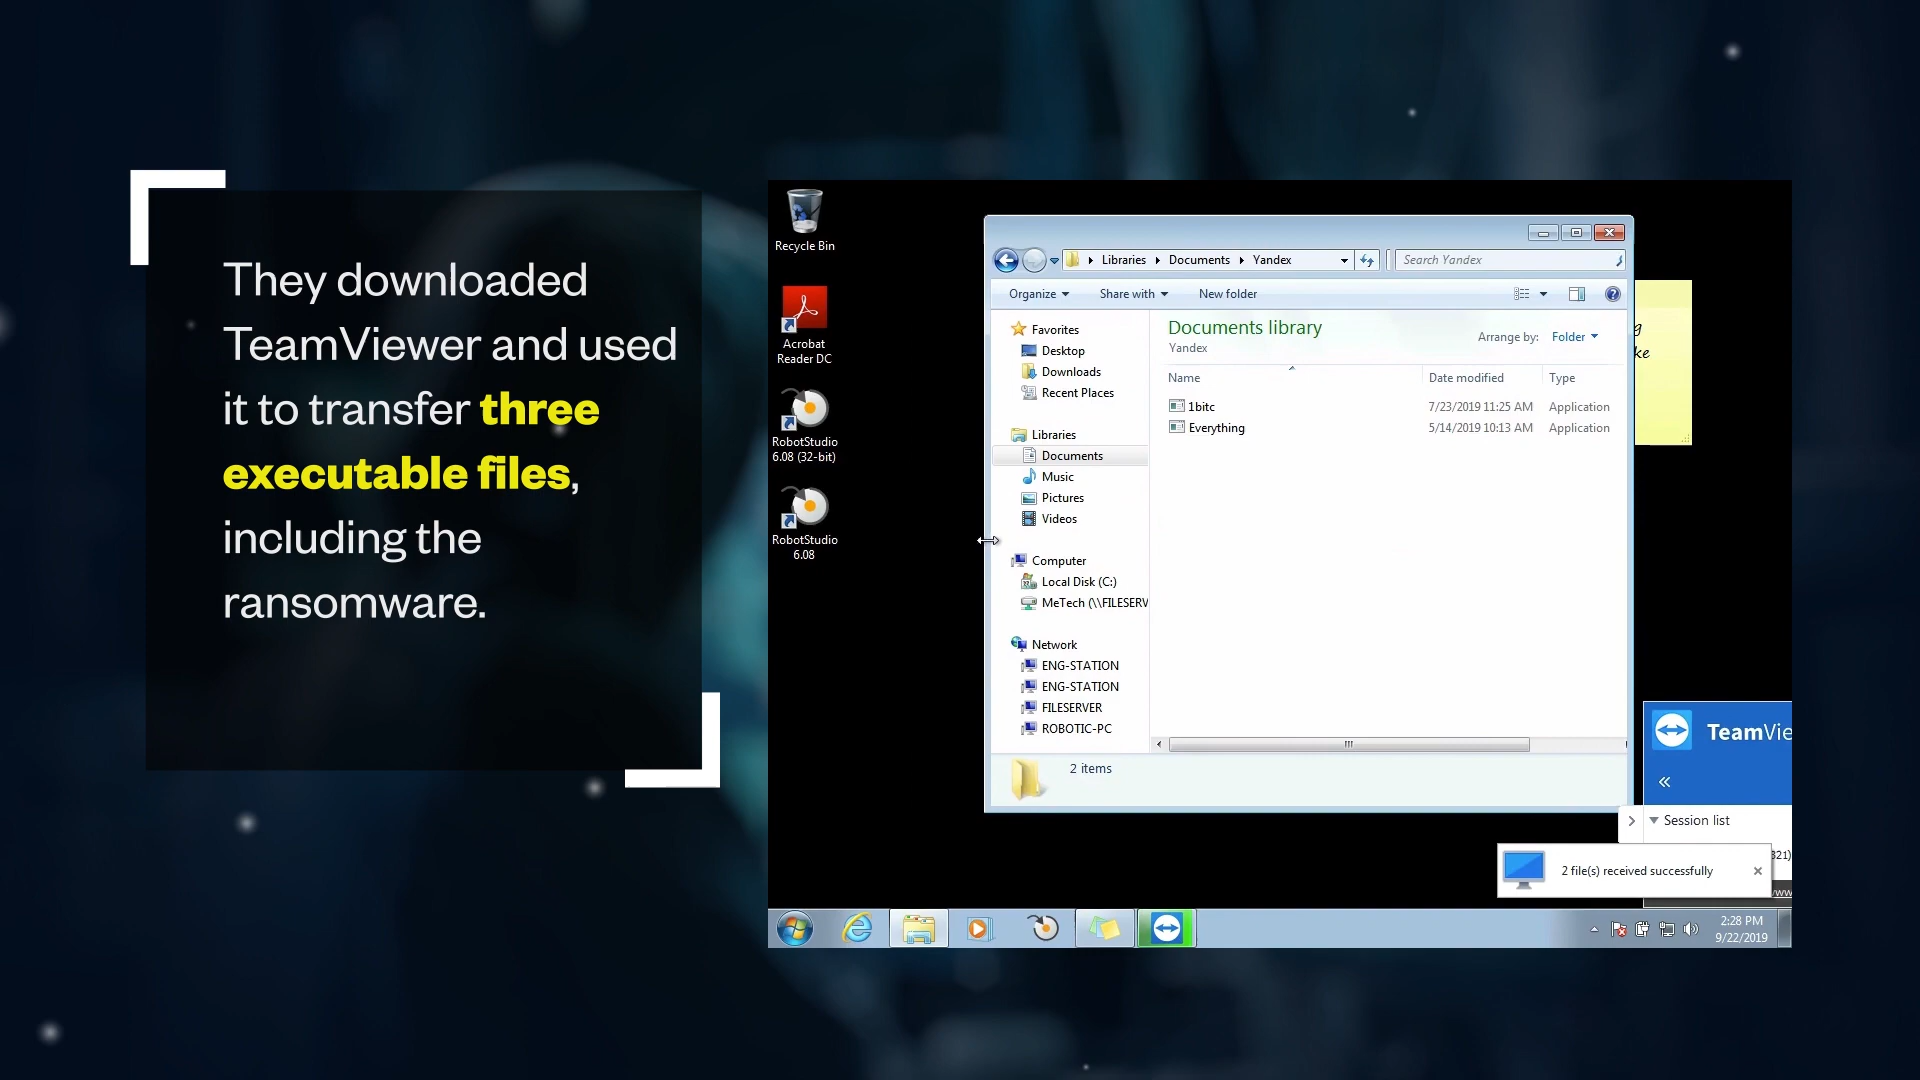 They downloaded
TeamViewer and used
it to transfer three
executable files,
including the
ransomware.
Recycle Bin
Acrobat
Reader DC
RobotStudio
6.08 (32-bit)
RobotStudio
6.08
Libraries
Documents
Yandex
Search Yandex
Organize
Share with
New folder
Favorites
Desktop
Downloads
Recent Places
Libraries
Documents
Music
Pictures
Videos
Computer
Local Disk (C:)
MeTech (\\FILESERV
Network
ENG-STATION
ENG-STATION
FILESERVER
ROBOTIC-PC
Documents library
Yandex
Arrange by: Folder
Name Date modified Type
1bitc 7/23/2019 11:25 AM Application
Everything 5/14/2019 10:13 AM Application
2 items
ke
TeamVie
«
Session list
321)
2 file(s) received successfully
2:28 PM
9/22/2019